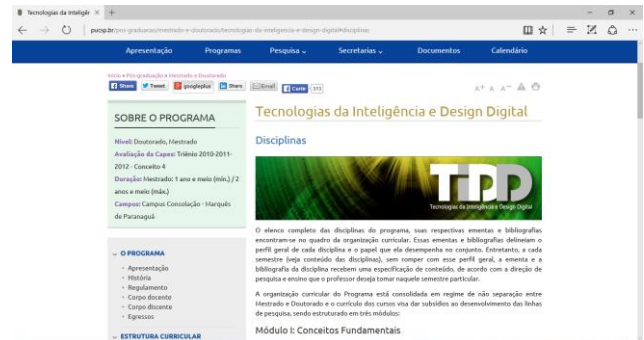 Tecnologias da Inteligên
pucsp.br/pos-graduacao/mestrado-e-doutorado/tecnologias-da-inteligencia-e-design-digital#disciplinas
Apresentação Programas Pesquisa Secretarias Documentos Calendário
Início » Pós-graduação » Mestrado e Doutorado
Share Tweet googleplus Share Email Curtir 313
A+ A A-
SOBRE O PROGRAMA
Nível: Doutorado, Mestrado
Avaliação da Capes: Triênio 2010-2011-
2012 - Conceito 4
Duração: Mestrado: 1 ano e meio (mín.) / 2
anos e meio (máx.)
Campus: Campus Consolação - Marquês
de Paranaguá
O PROGRAMA
Apresentação
História
Regulamento
Corpo docente
Corpo discente
Egressos
ESTRUTURA CURRICULAR
Tecnologias da Inteligência e Design Digital
Disciplinas
TIDD
Tecnologias da Inteligência e Design Digital
O elenco completo das disciplinas do programa, suas respectivas ementas e bibliografias
encontram-se no quadro da organização curricular. Essas ementas e bibliografias delineiam o
perfil geral de cada disciplina e o papel que ela desempenha no conjunto. Entretanto, a cada
semestre (veja conteúdo das disciplinas), sem romper com esse perfil geral, a ementa e a
bibliografia da disciplina recebem uma especificação de conteúdo, de acordo com a direção de
pesquisa e ensino que o professor deseja tomar naquele semestre particular.
A organização curricular do Programa está consolidada em regime de não separação entre
Mestrado e Doutorado e o currículo dos cursos visa dar subsídios ao desenvolvimento das linhas
de pesquisa, sendo estruturado em três módulos:
Módulo I: Conceitos Fundamentais